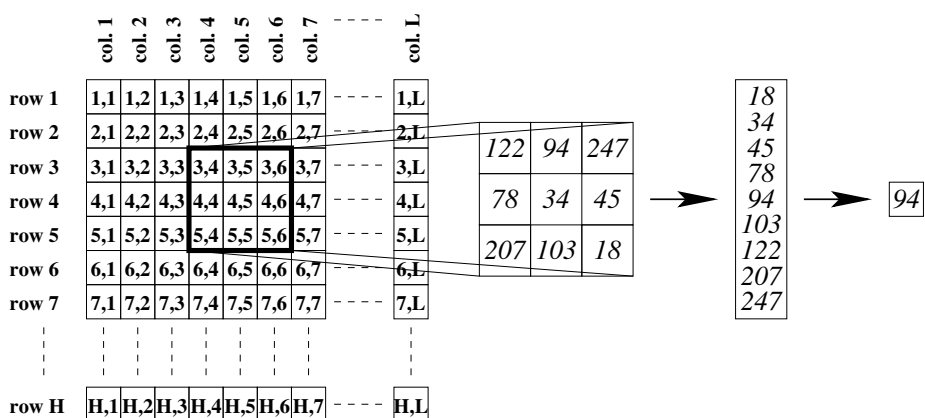 col. 1 col. 2 col. 3 col. 4 col. 5 col. 6 col. 7 col. L
row 1 1,1 1,2 1,3 1,4 1,5 1,6 1,7 1,L
row 2 2,1 2,2 2,3 2,4 2,5 2,6 2,7 2,L
row 3 3,1 3,2 3,3 3,4 3,5 3,6 3,7 3,L
row 4 4,1 4,2 4,3 4,4 4,5 4,6 4,7 4,L
row 5 5,1 5,2 5,3 5,4 5,5 5,6 5,7 5,L
row 6 6,1 6,2 6,3 6,4 6,5 6,6 6,7 6,L
row 7 7,1 7,2 7,3 7,4 7,5 7,6 7,7 7,L
row H H,1 H,2 H,3 H,4 H,5 H,6 H,7 H,L
122 94 247
78 34 45
207 103 18
18
34
45
78
94
103
122
207
247
94